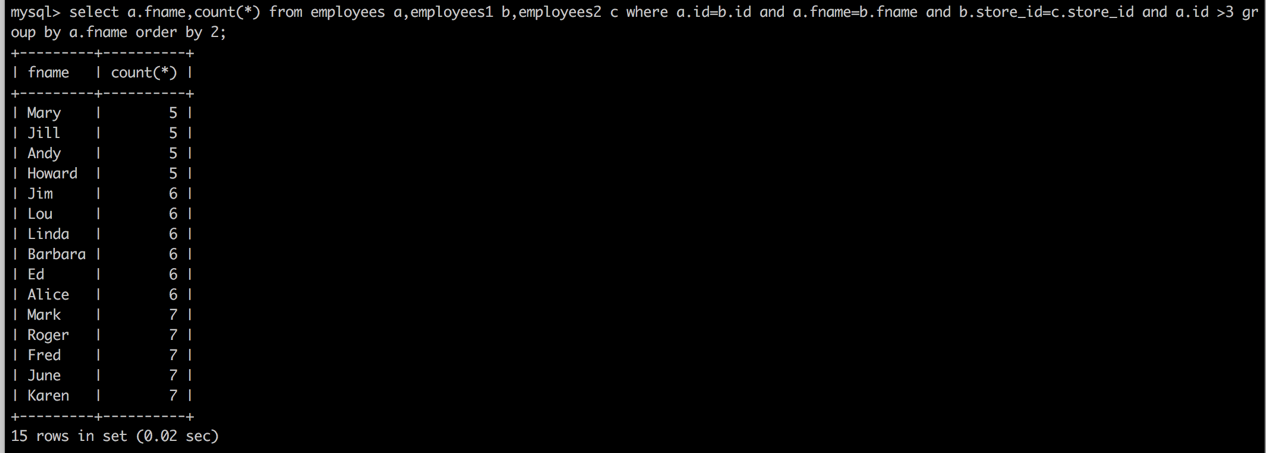 mysql> select a.fname,count(*) from employees a,employees1 b,employees2 c where a.id=b.id and a.fname=b.fname and b.store_id=c.store_id and a.id >3 gr
oup by a.fname order by 2;
+---------+----------+
| fname   | count(*) |
+---------+----------+
| Mary    |        5 |
| Jill    |        5 |
| Andy    |        5 |
| Howard  |        5 |
| Jim     |        6 |
| Lou     |        6 |
| Linda   |        6 |
| Barbara |        6 |
| Ed      |        6 |
| Alice   |        6 |
| Mark    |        7 |
| Roger   |        7 |
| Fred    |        7 |
| June    |        7 |
| Karen   |        7 |
+---------+----------+
15 rows in set (0.02 sec)